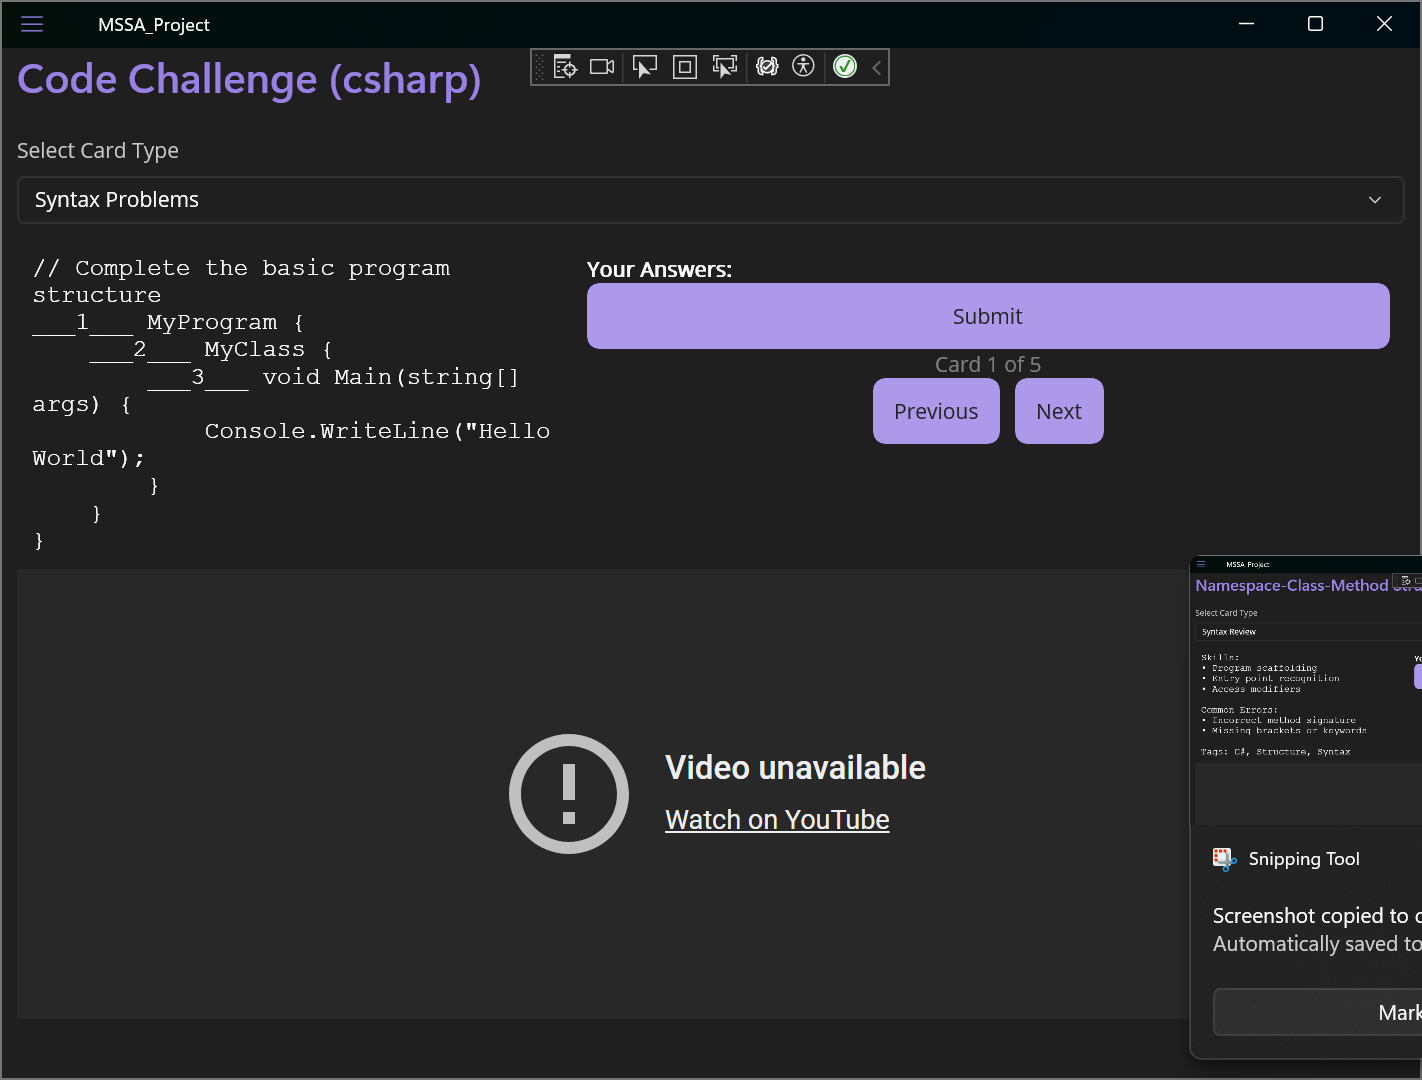 MSSA_Project
Code Challenge (csharp)
Select Card Type
Syntax Problems
// Complete the basic program
structure
___1___ MyProgram {
    ___2___ MyClass {
        ___3___ void Main(string[]
args) {
            Console.WriteLine("Hello
World");
        }
    }
}
Your Answers:
Submit
Card 1 of 5
Previous
Next
Video unavailable
Watch on YouTube
MSSA Project
Namespace-Class-Method
Select Card Type
Syntax Review
Skills:
• Program scaffolding
• Entry point recognition
• Access modifiers
Common Errors:
• Incorrect method signature
• Missing brackets or keywords
Tags: C#, Structure, Syntax
Snipping Tool
Screenshot copied to
Automatically saved to
Mark